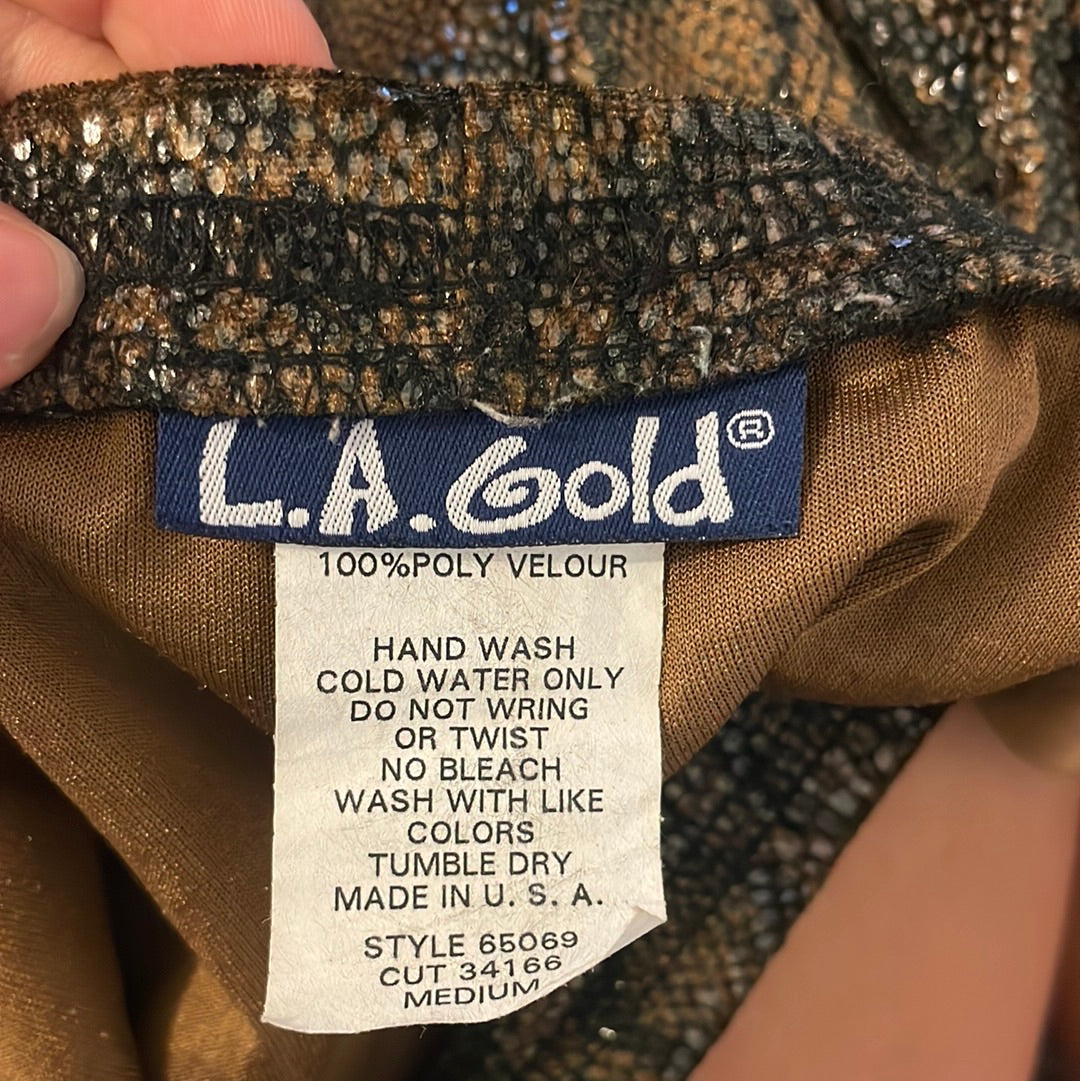 L.A. Gold®
100%POLY VELOUR
HAND WASH
COLD WATER ONLY
DO NOT WRING
OR TWIST
NO BLEACH
WASH WITH LIKE
COLORS
TUMBLE DRY
MADE IN U. S. A.
STYLE 65069
CUT 34166
MEDIUM